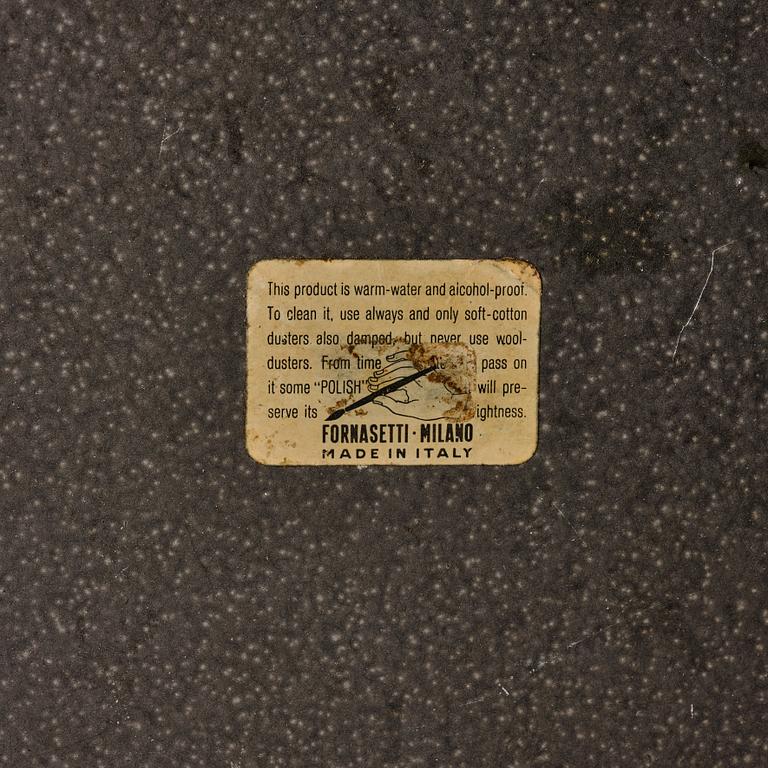 This product is warm-water and alcohol-proof.
To clean it, use always and only soft-cotton
dusters also damped, but never use wool-
dusters. From time pass on
it some “POLISH” will pre-
serve its ightness.
FORNASETTI · MILANO
MADE IN ITALY